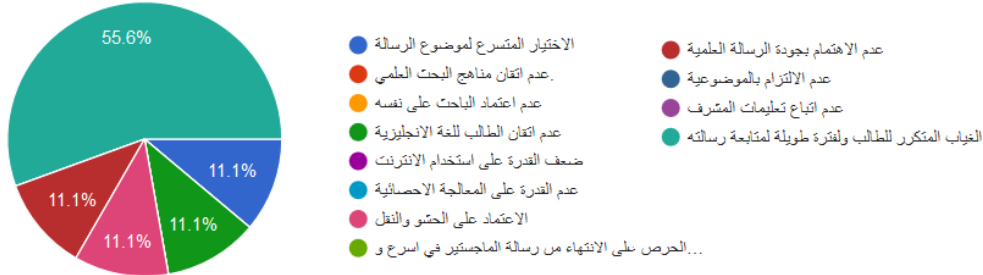 55.6%
11.1%
11.1%
11.1%
11.1%
الاختيار المتسرع لموضوع الرسالة
عدم اتقان مناهج البحث العلمي.
عدم اعتماد الباحث على نفسه
عدم اتقان الطالب للغة الانجليزية
ضعف القدرة على استخدام الانترنت
عدم القدرة على المعالجة الاحصائية
الاعتماد على الحشو والنقل
الحرص على الانتهاء من رسالة الماجستير في اسرع و...
عدم الاهتمام بجودة الرسالة العلمية
عدم الالتزام بالموضوعية
عدم اتباع تعليمات المشرف
الغياب المتكرر للطالب ولفترة طويلة لمتابعة رسالته